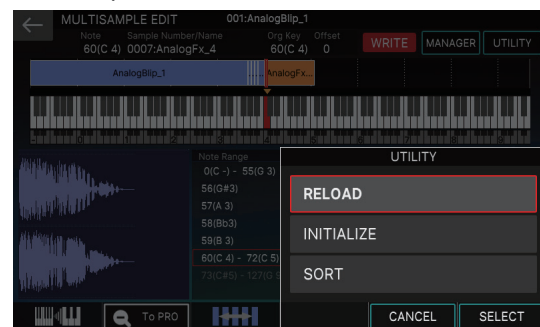 MULTISAMPLE EDIT 001:AnalogBlip_1
Note Sample Number/Name Org Key Offset
60(C 4) 0007:AnalogFx_4 60(C 4) 0
WRITE MANAGER UTILITY
AnalogBlip_1 AnalogFx...
Note Range
0(C -) - 55(G 3)
56(G#3)
57(A 3)
58(Bb3)
59(B 3)
60(C 4) - 72(C 5)
73(C#5) - 127(G 9
UTILITY
RELOAD
INITIALIZE
SORT
To PRO
CANCEL SELECT